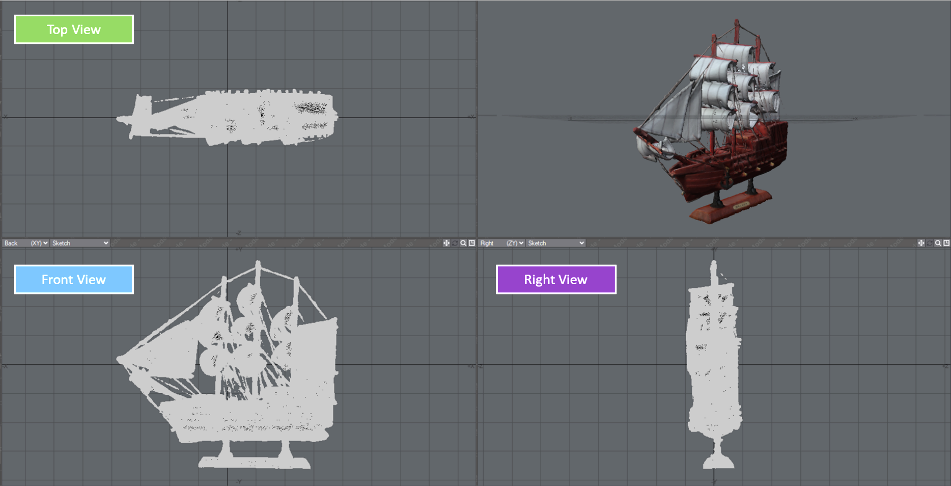 Top View
Back (XY) Sketch
Right (ZY) Sketch
Front View
Right View